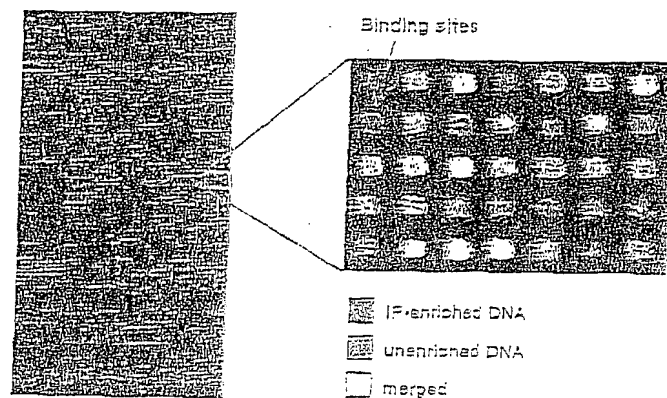 Binding sites
IP-enriched DNA
unenriched DNA
merged